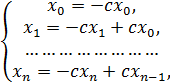 x₀ = −cx₀,
x₁ = −cx₁ + cx₀,
… … … … … … … …
xₙ = −cxₙ + cxₙ₋₁,